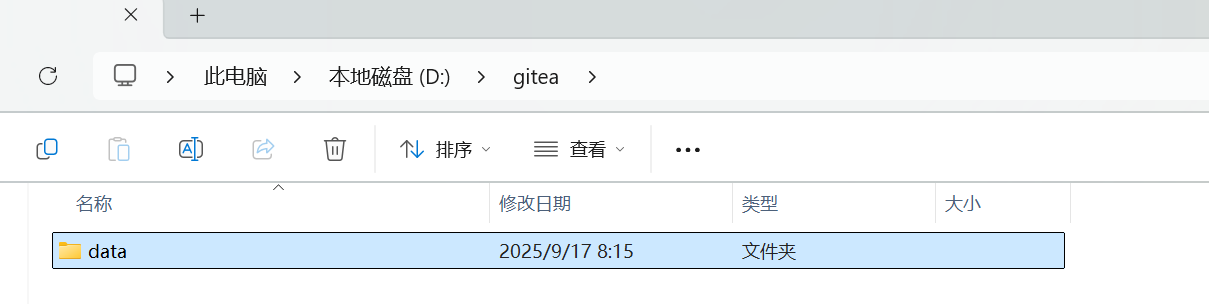 此电脑 本地磁盘 (D:) gitea
排序 查看
名称 修改日期 类型 大小
data 2025/9/17 8:15 文件夹